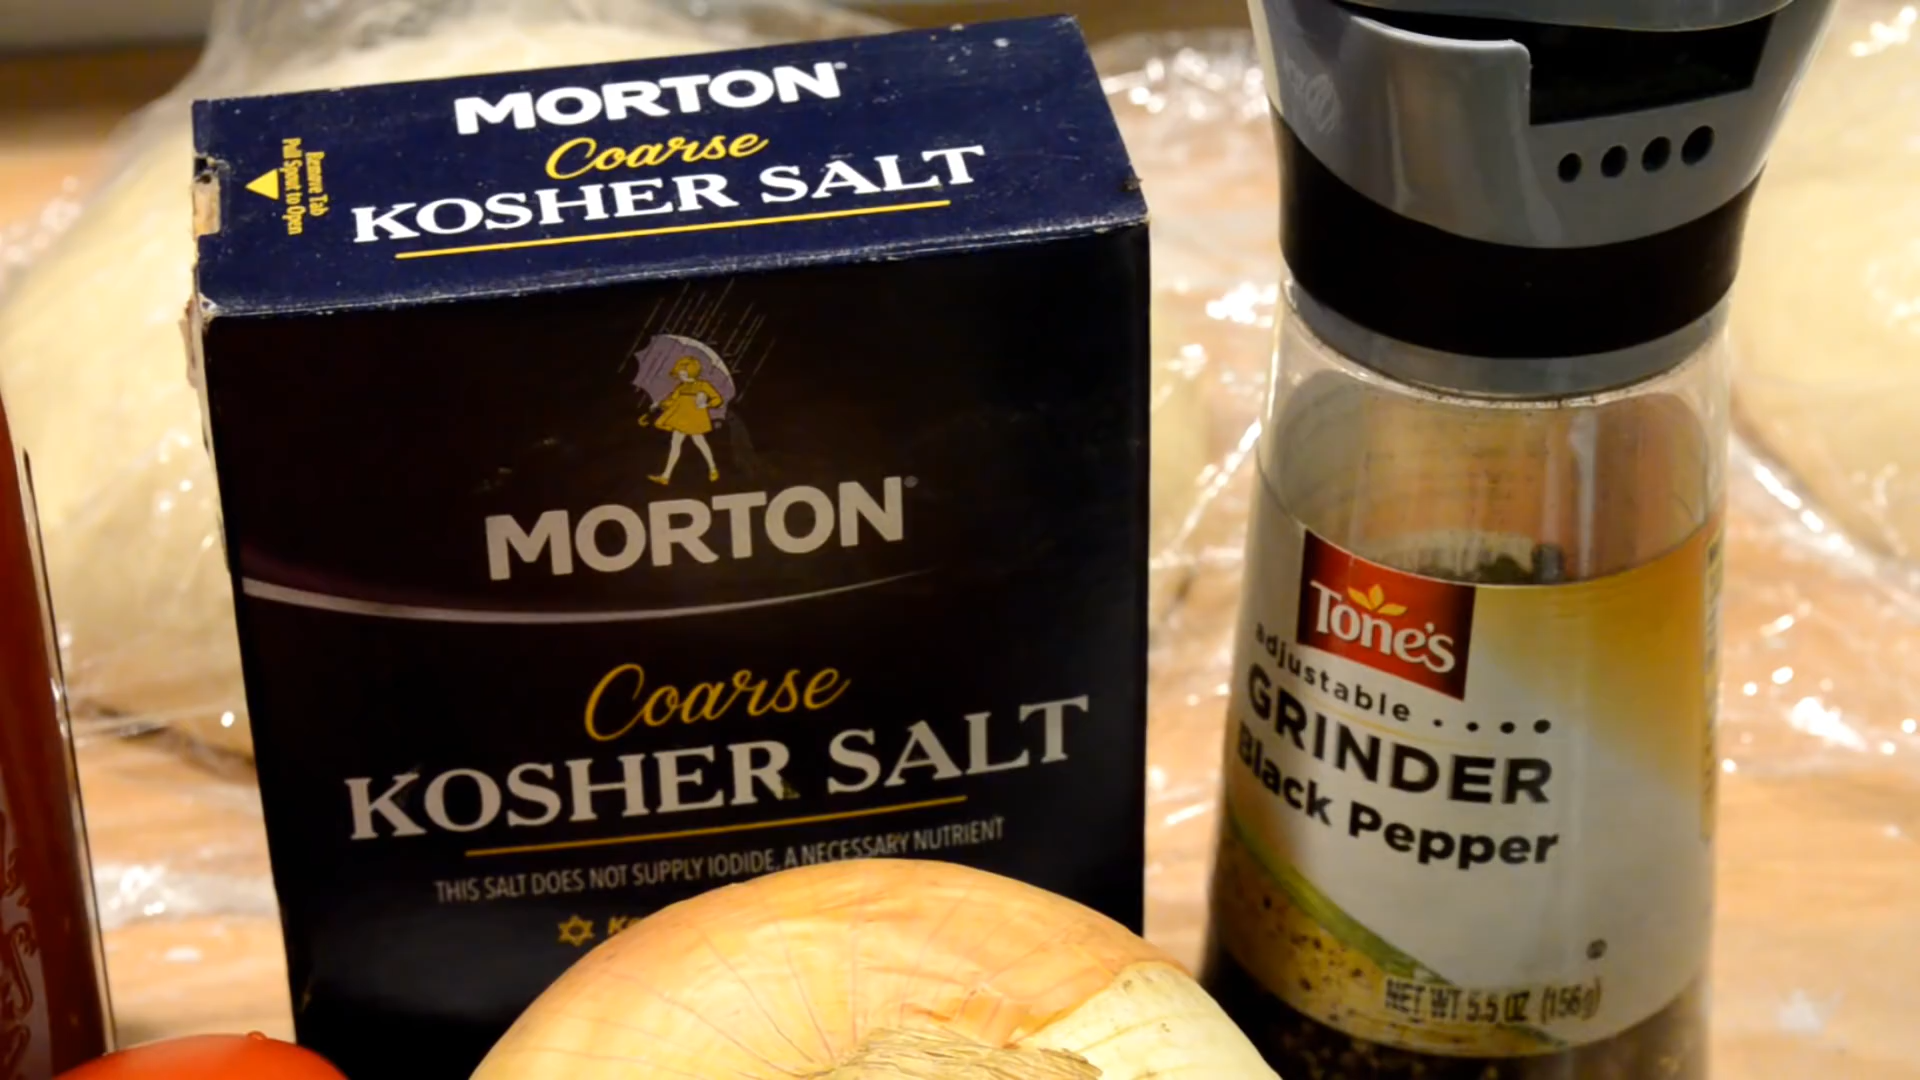 MORTON
Coarse
KOSHER SALT
Remove Tab
Pull Spout to Open
MORTON
Coarse
KOSHER SALT
THIS SALT DOES NOT SUPPLY IODIDE, A NECESSARY NUTRIENT
Tone's
adjustable
GRINDER
Black Pepper
NET WT 5.5 OZ (156g)